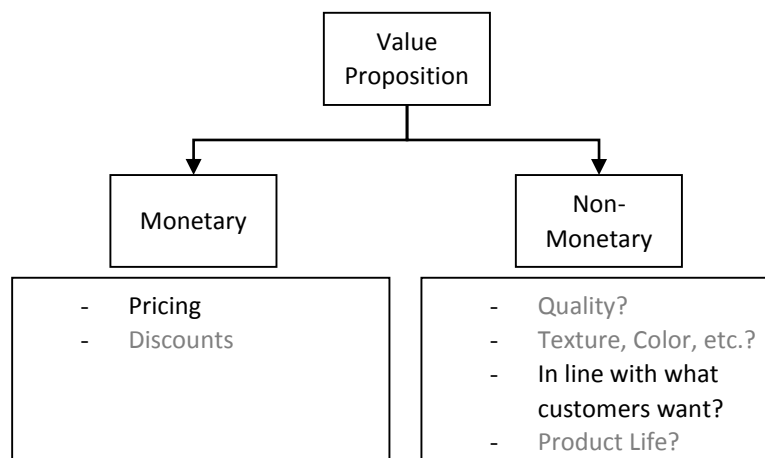 Value
Proposition
Monetary
Non-
Monetary
- Pricing
- Discounts
- Quality?
- Texture, Color, etc.?
- In line with what
customers want?
- Product Life?